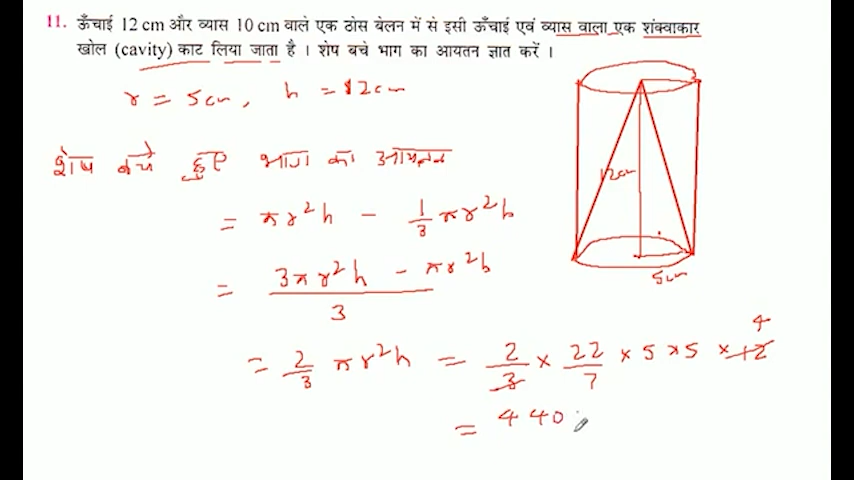 11. ऊँचाई 12 cm और व्यास 10 cm वाले एक ठोस बेलन में से इसी ऊँचाई एवं व्यास वाला एक शंक्वाकार
खोल (cavity) काट लिया जाता है । शेष बचे भाग का आयतन ज्ञात करें ।
r = 5cm, h = 12cm
शेष बचे हुए भाग का आयतन
= πr²h - 1/3 πr²h
= (3πr²h - πr²h)/3
= 2/3 πr²h = 2/3 × 22/7 × 5 × 5 × 12 4
= 440
12cm
5cm